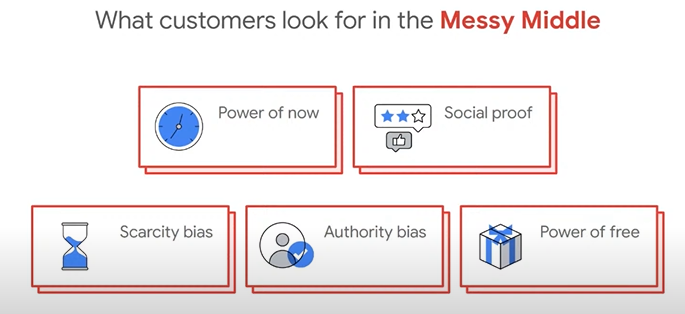 What customers look for in the Messy Middle
Power of now
Social proof
Scarcity bias
Authority bias
Power of free